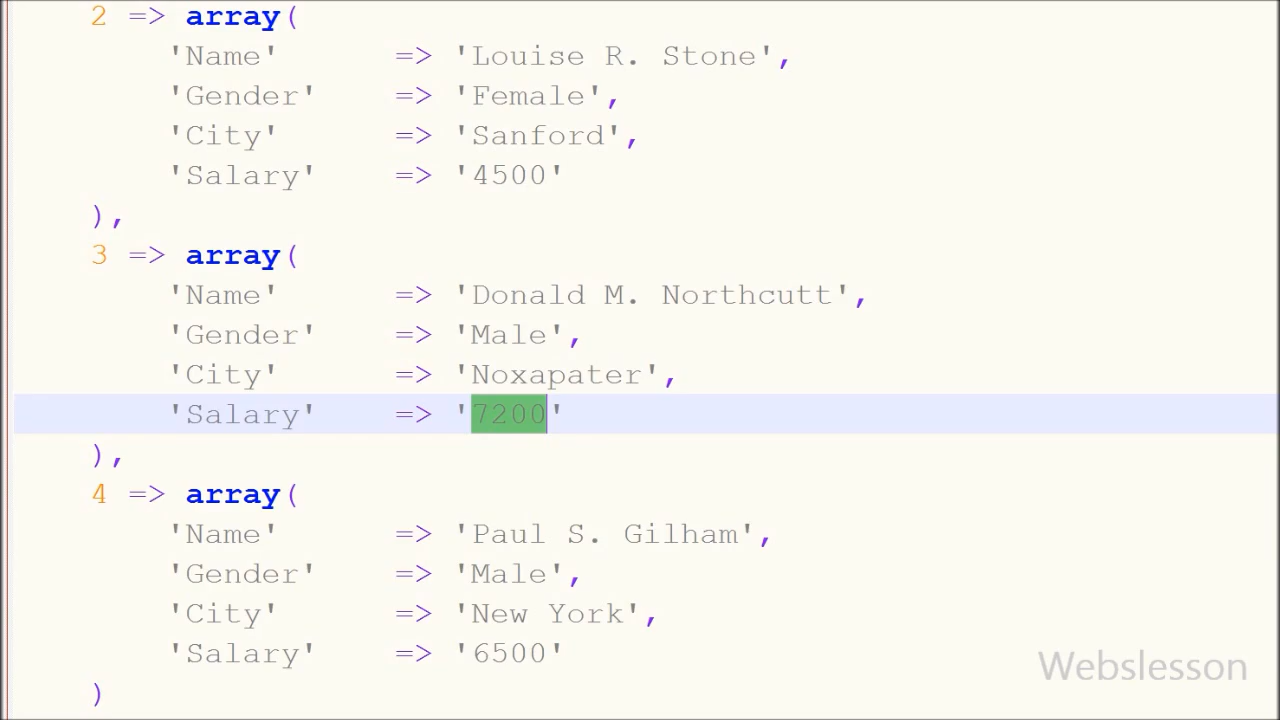 2 => array(
'Name' => 'Louise R. Stone',
'Gender' => 'Female',
'City' => 'Sanford',
'Salary' => '4500'
),
3 => array(
'Name' => 'Donald M. Northcutt',
'Gender' => 'Male',
'City' => 'Noxapater',
'Salary' => '7200'
),
4 => array(
'Name' => 'Paul S. Gilham',
'Gender' => 'Male',
'City' => 'New York',
'Salary' => '6500'
)
Webslesson